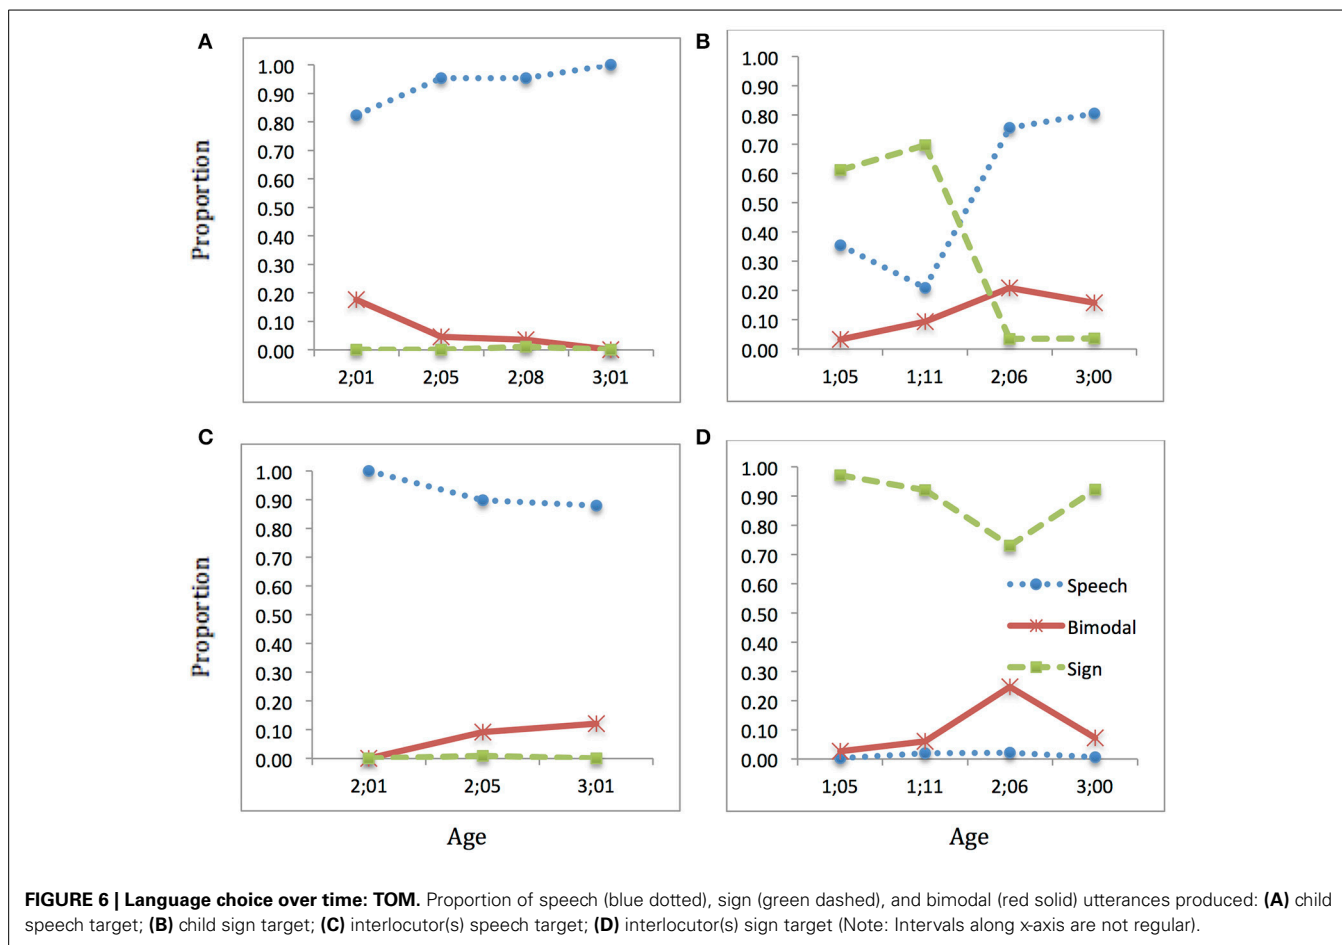 A
1.00
0.90
0.80
0.70
0.60
0.50
0.40
0.30
0.20
0.10
0.00
Proportion
2;01 2;05 2;08 3;01
B
1.00
0.90
0.80
0.70
0.60
0.50
0.40
0.30
0.20
0.10
0.00
1;05 1;11 2;06 3;00
C
1.00
0.90
0.80
0.70
0.60
0.50
0.40
0.30
0.20
0.10
0.00
Proportion
2;01 2;05 3;01
Age
D
1.00
0.90
0.80
0.70
0.60
0.50
0.40
0.30
0.20
0.10
0.00
Speech
Bimodal
Sign
1;05 1;11 2;06 3;00
Age
FIGURE 6 | Language choice over time: TOM. Proportion of speech (blue dotted), sign (green dashed), and bimodal (red solid) utterances produced: (A) child
speech target; (B) child sign target; (C) interlocutor(s) speech target; (D) interlocutor(s) sign target (Note: Intervals along x-axis are not regular).